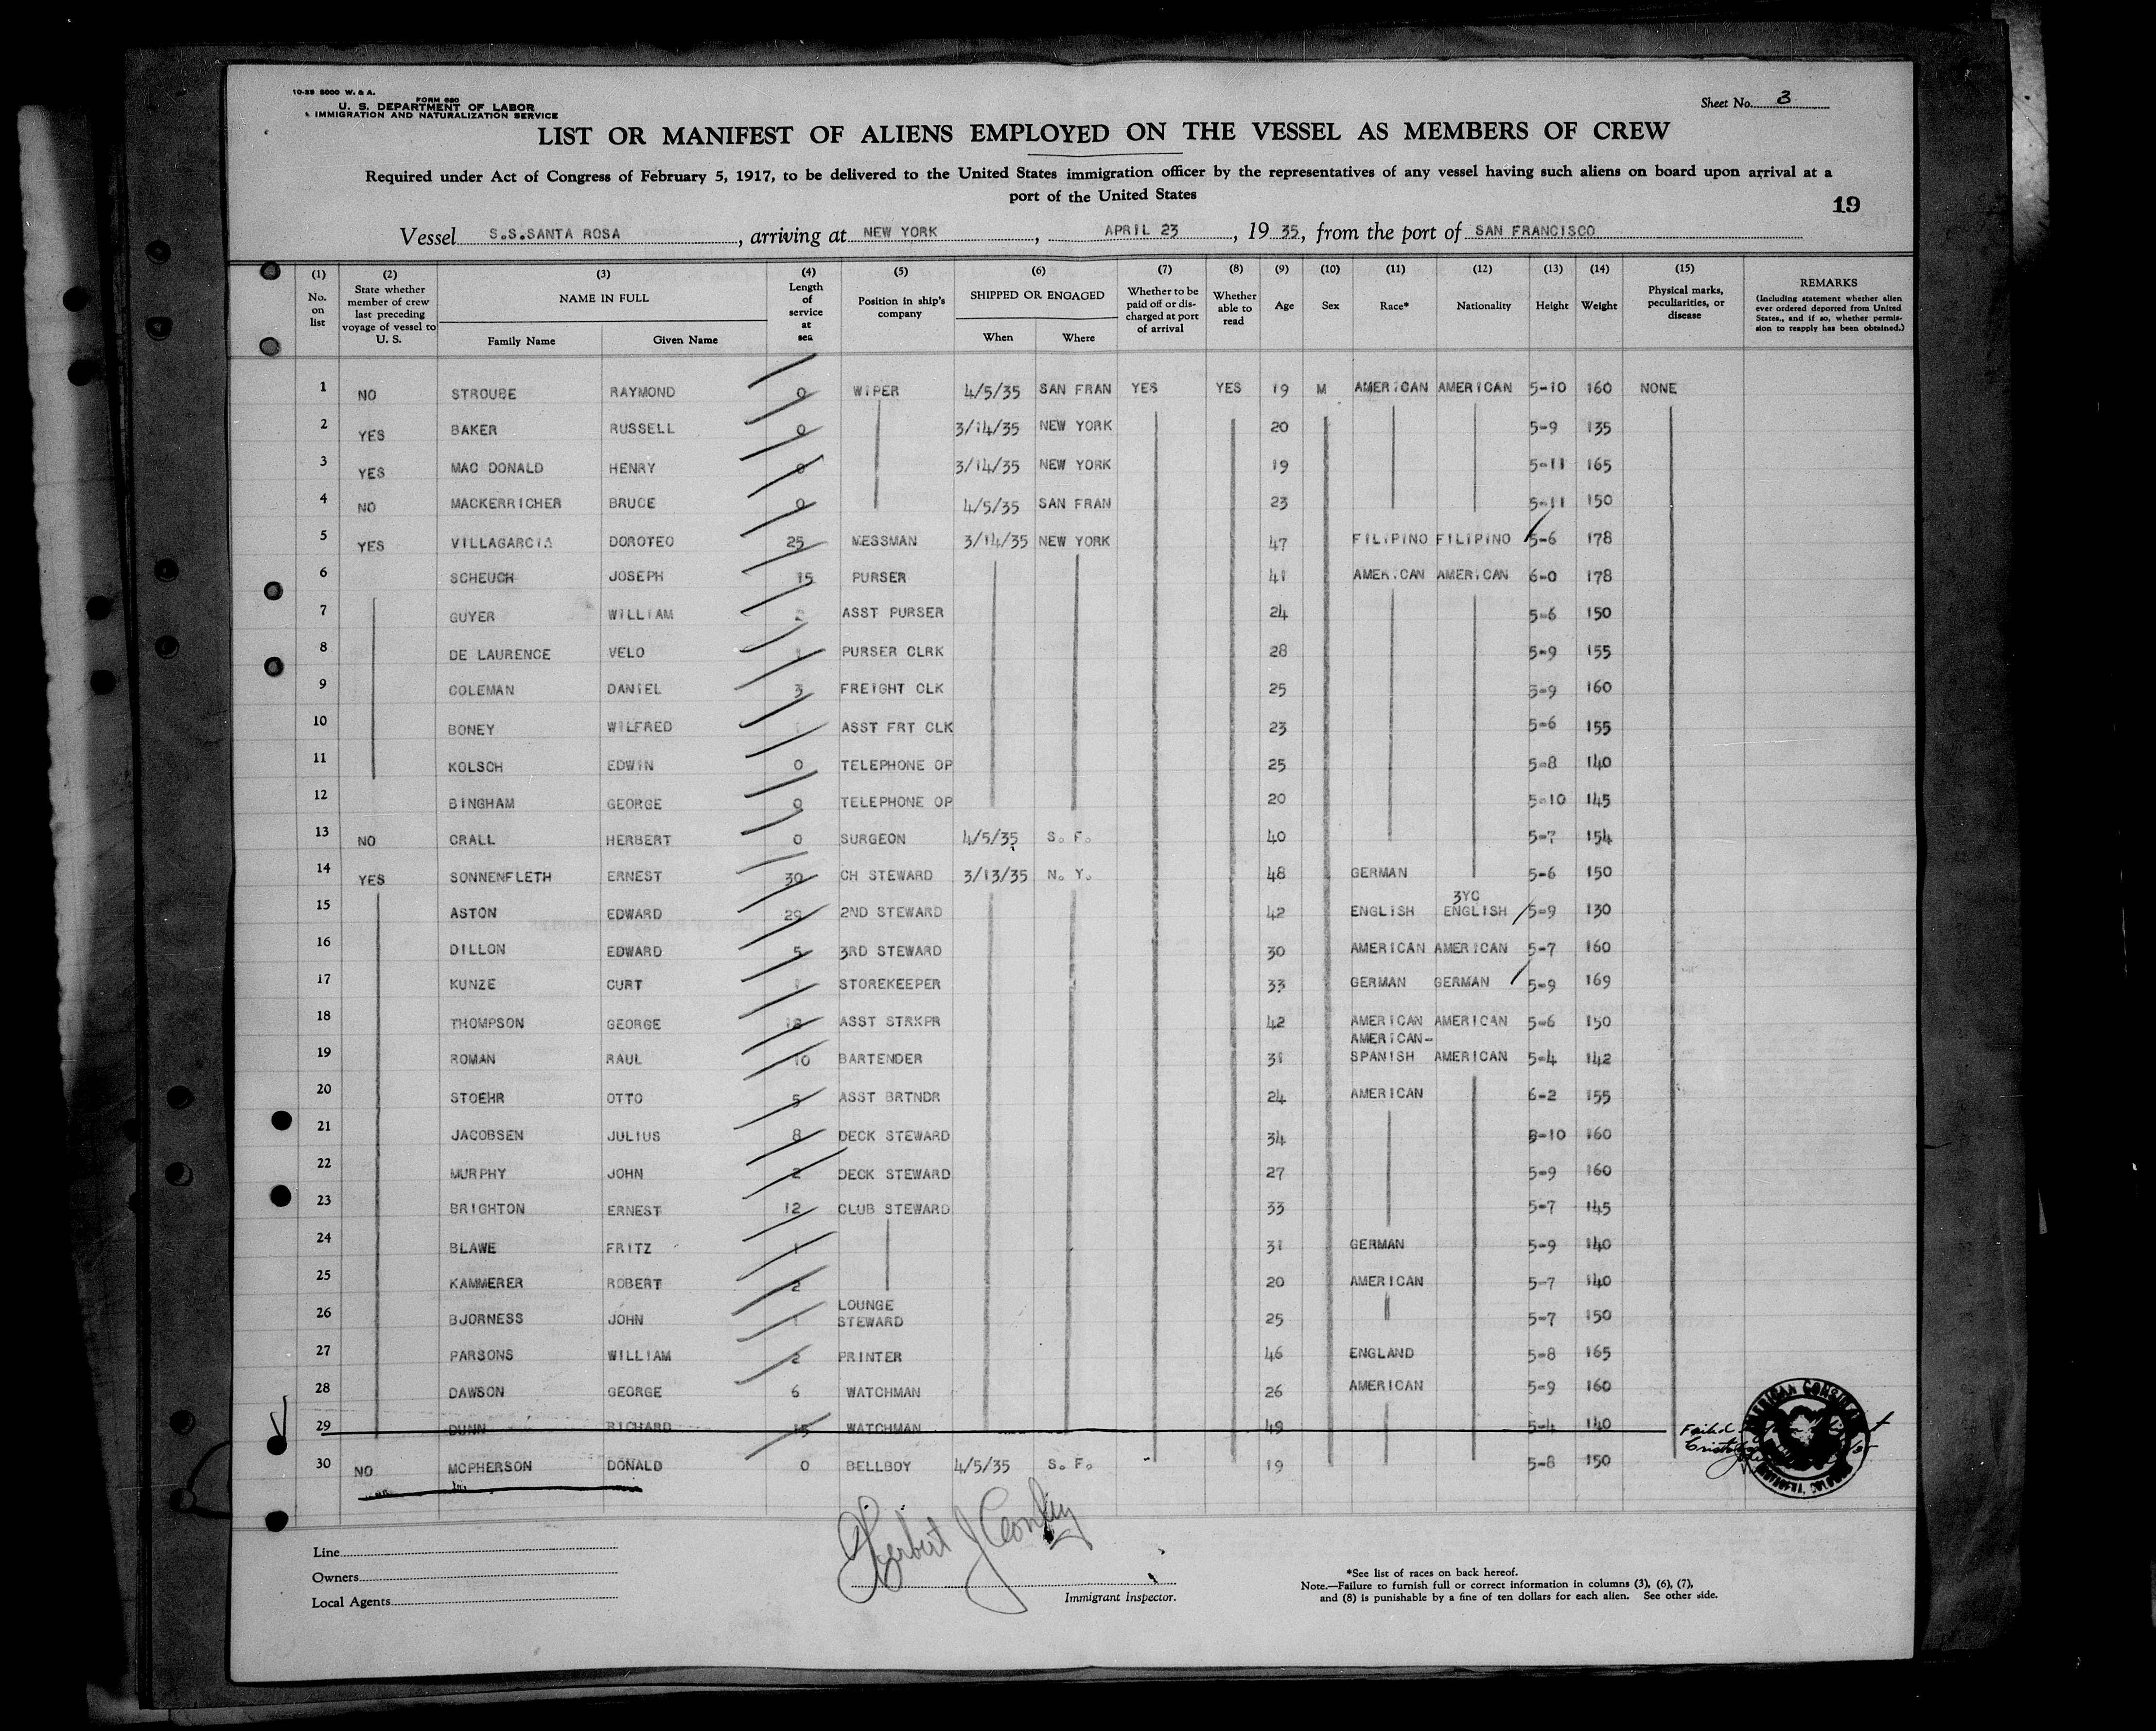 10-33 5000 W. & A.
FORM 680
U. S. DEPARTMENT OF LABOR
IMMIGRATION AND NATURALIZATION SERVICE
Sheet No. 3
LIST OR MANIFEST OF ALIENS EMPLOYED ON THE VESSEL AS MEMBERS OF CREW
Required under Act of Congress of February 5, 1917, to be delivered to the United States immigration officer by the representatives of any vessel having such aliens on board upon arrival at a
port of the United States
19
Vessel S.S.SANTA ROSA, arriving at NEW YORK, APRIL 23, 1935, from the port of SAN FRANCISCO
(1) No. on list
(2) State whether member of crew last preceding voyage of vessel to U. S.
(3) NAME IN FULL Family Name Given Name
(4) Length of service at sea
(5) Position in ship's company
(6) SHIPPED OR ENGAGED When Where
(7) Whether to be paid off or discharged at port of arrival
(8) Whether able to read
(9) Age
(10) Sex
(11) Race*
(12) Nationality
(13) Height
(14) Weight
(15) Physical marks, peculiarities, or disease
REMARKS (Including statement whether alien ever ordered deported from United States., and if so, whether permission to reapply has been obtained.)
1 NO STROUBE RAYMOND 0 WIPER 4/5/35 SAN FRAN YES YES 19 M AMERICAN AMERICAN 5-10 160 NONE
2 YES BAKER RUSSELL 0 3/14/35 NEW YORK 20 5-9 135
3 YES MAC DONALD HENRY 0 3/14/35 NEW YORK 19 5-11 165
4 NO MACKERRICHER BRUCE 0 4/5/35 SAN FRAN 23 5-11 150
5 YES VILLAGARCIA DOROTEO 25 MESSMAN 3/14/35 NEW YORK 47 FILIPINO FILIPINO 5-6 178
6 SCHEUCH JOSEPH 15 PURSER 41 AMERICAN AMERICAN 6-0 178
7 GUYER WILLIAM 2 ASST PURSER 24 5-6 150
8 DE LAURENCE VELO PURSER CLRK 28 5-9 155
9 COLEMAN DANIEL 3 FREIGHT CLK 25 5-9 160
10 BONEY WILFRED ASST FRT CLK 23 5-6 155
11 KOLSCH EDWIN 0 TELEPHONE OP 25 5-8 140
12 BINGHAM GEORGE 0 TELEPHONE OP 20 5-10 145
13 NO CRALL HERBERT 0 SURGEON 4/5/35 S. F. 40 5-7 154
14 YES SONNENFLETH ERNEST 30 CH STEWARD 3/13/35 N. Y. 48 GERMAN 5-6 150
15 ASTON EDWARD 29 2ND STEWARD 42 ENGLISH 3YC ENGLISH 5-9 130
16 DILLON EDWARD 5 3RD STEWARD 30 AMERICAN AMERICAN 5-7 160
17 KUNZE CURT 1 STOREKEEPER 33 GERMAN GERMAN 5-9 169
18 THOMPSON GEORGE 18 ASST STRKPR 42 AMERICAN AMERICAN 5-6 150
19 ROMAN RAUL 10 BARTENDER 31 AMERICAN-SPANISH AMERICAN 5-4 142
20 STOEHR OTTO 5 ASST BRTNDR 24 AMERICAN 6-2 155
21 JACOBSEN JULIUS 8 DECK STEWARD 34 5-10 160
22 MURPHY JOHN 2 DECK STEWARD 27 5-9 160
23 BRIGHTON ERNEST 12 CLUB STEWARD 33 5-7 145
24 BLAWE FRITZ 1 31 GERMAN 5-9 140
25 KAMMERER ROBERT 2 20 AMERICAN 5-7 140
26 BJORNESS JOHN 1 LOUNGE STEWARD 25 5-7 150
27 PARSONS WILLIAM 2 PRINTER 46 ENGLAND 5-8 165
28 DAWSON GEORGE 6 WATCHMAN 26 AMERICAN 5-9 160
29 DUNN RICHARD 15 WATCHMAN 49 5-4 140 Failed
30 NO MCPHERSON DONALD 0 BELLBOY 4/5/35 S. F. 19 5-8 150
Line
Owners
Local Agents
Herbert J Conley
Immigrant Inspector.
*See list of races on back hereof.
Note.—Failure to furnish full or correct information in columns (3), (6), (7),
and (8) is punishable by a fine of ten dollars for each alien. See other side.